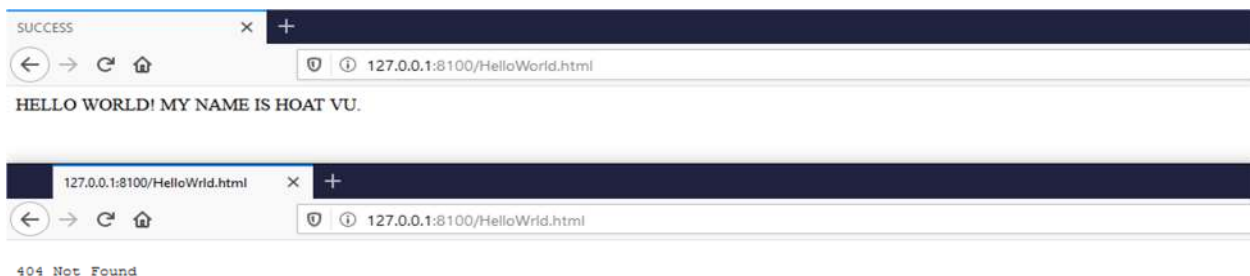 SUCCESS
127.0.0.1:8100/HelloWorld.html
HELLO WORLD! MY NAME IS HOAT VU.
127.0.0.1:8100/HelloWrld.html
127.0.0.1:8100/HelloWrld.html
404 Not Found